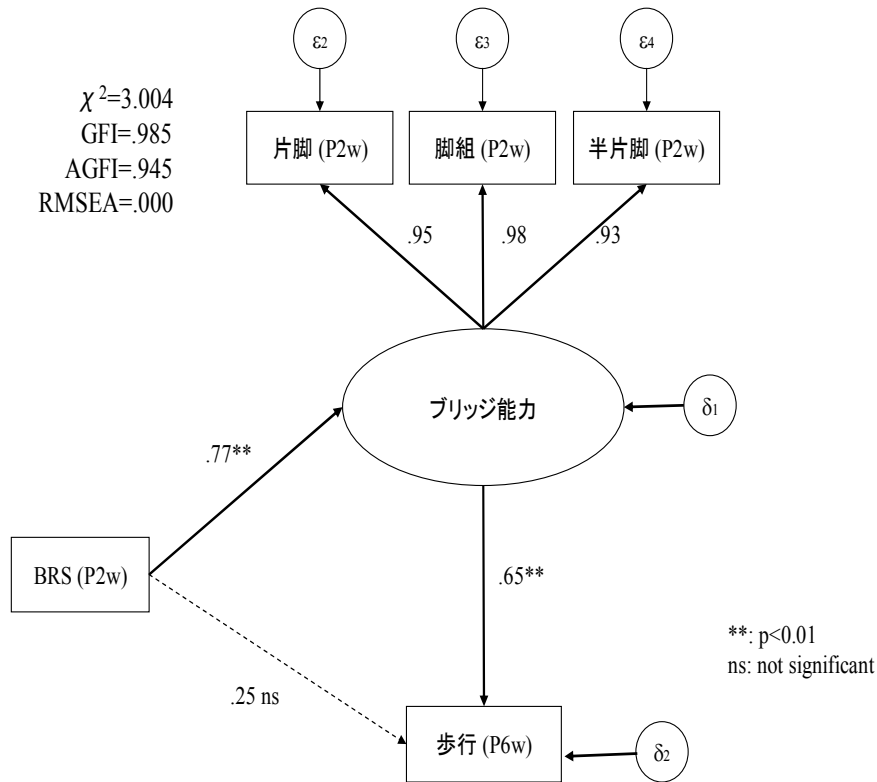 ε2
ε3
ε4
χ²=3.004
GFI=.985
AGFI=.945
RMSEA=.000
片脚 (P2w)
脚組 (P2w)
半片脚 (P2w)
.95
.98
.93
ブリッジ能力
δ1
.77**
BRS (P2w)
.65**
**: p<0.01
ns: not significant
.25 ns
歩行 (P6w)
δ2